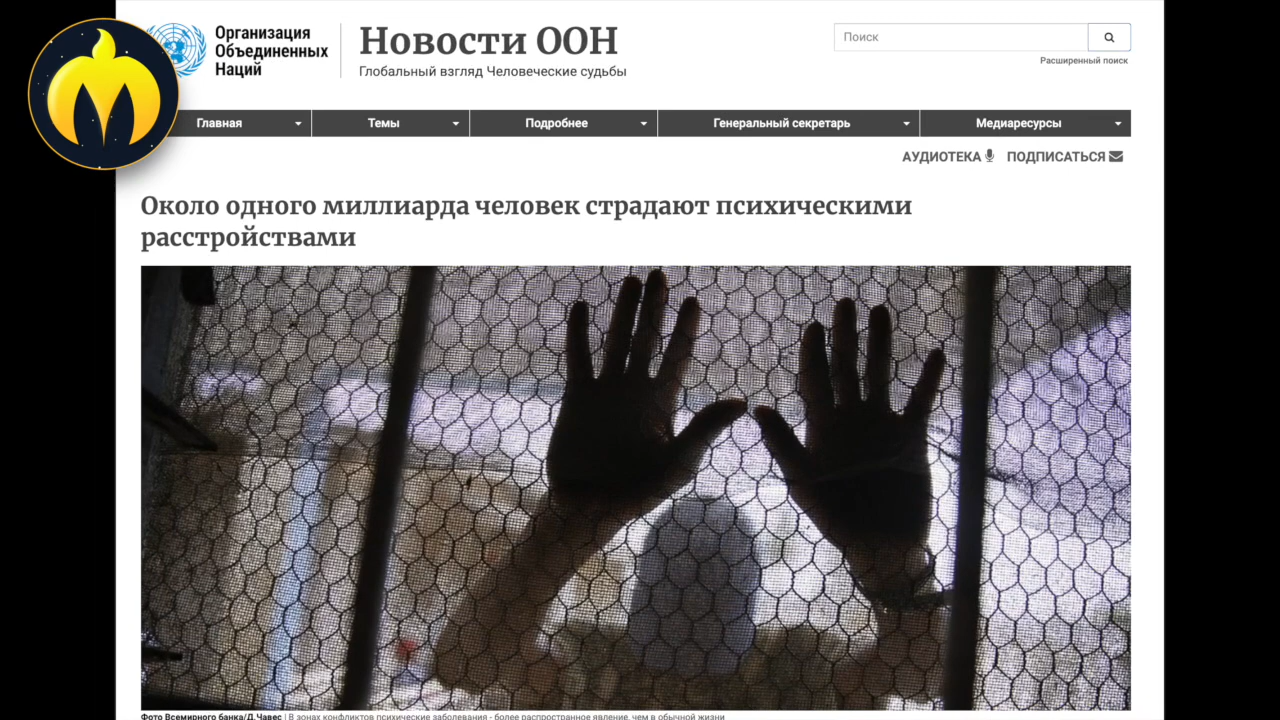 Организация
Объединенных
Наций
Новости ООН
Глобальный взгляд Человеческие судьбы
Поиск
Расширенный поиск
Главная
Темы
Подробнее
Генеральный секретарь
Медиаресурсы
АУДИОТЕКА
ПОДПИСАТЬСЯ
Около одного миллиарда человек страдают психическими
расстройствами
Фото Всемирного банка/Д.Чавес | В зонах конфликтов психические заболевания - более распространное явление, чем в обычной жизни